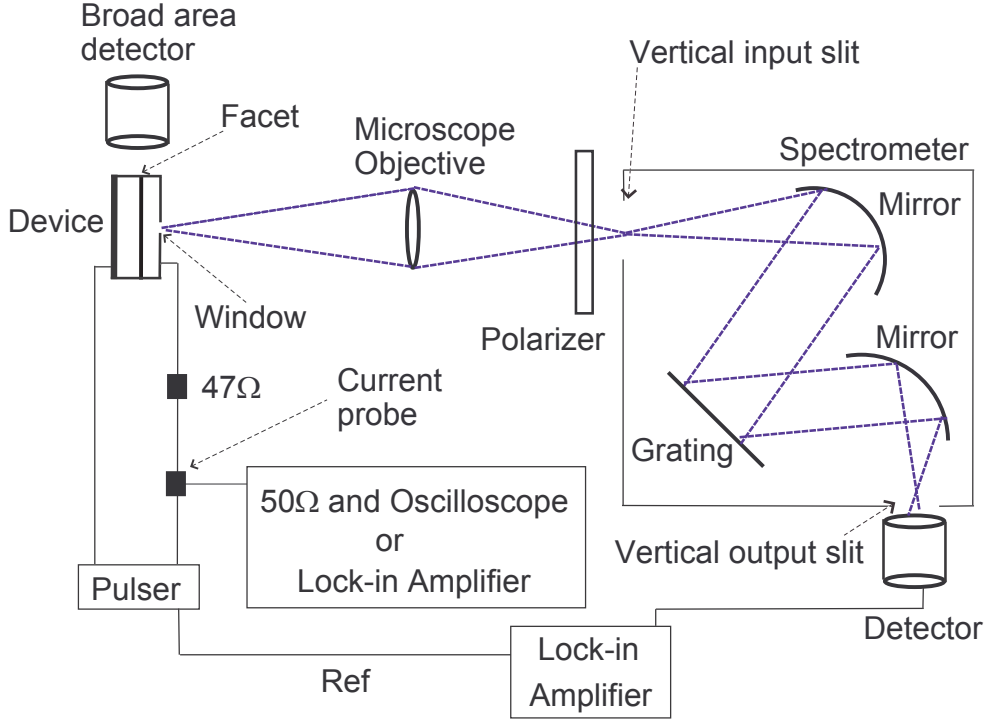 Broad area
detector
Vertical input slit
Facet
Microscope
Objective
Spectrometer
Device
Mirror
Window
Polarizer
Mirror
47Ω
Current
probe
Grating
50Ω and Oscilloscope
or
Lock-in Amplifier
Vertical output slit
Pulser
Detector
Lock-in
Amplifier
Ref